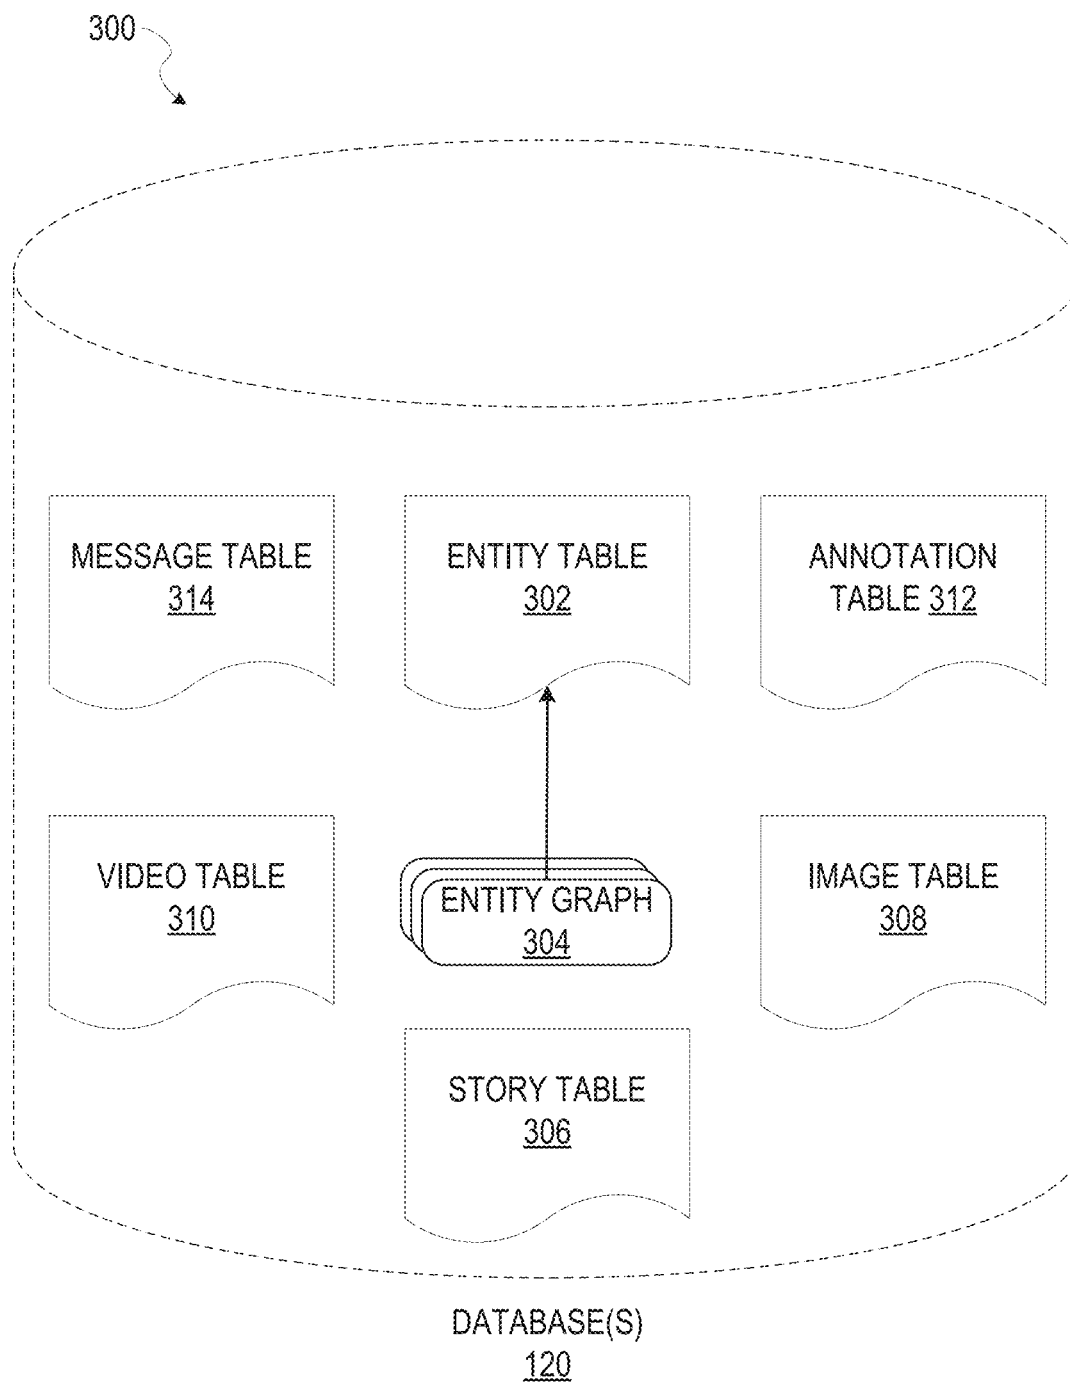 300
MESSAGE TABLE
314
ENTITY TABLE
302
ANNOTATION
TABLE 312
VIDEO TABLE
310
ENTITY GRAPH
304
IMAGE TABLE
308
STORY TABLE
306
DATABASE(S)
120